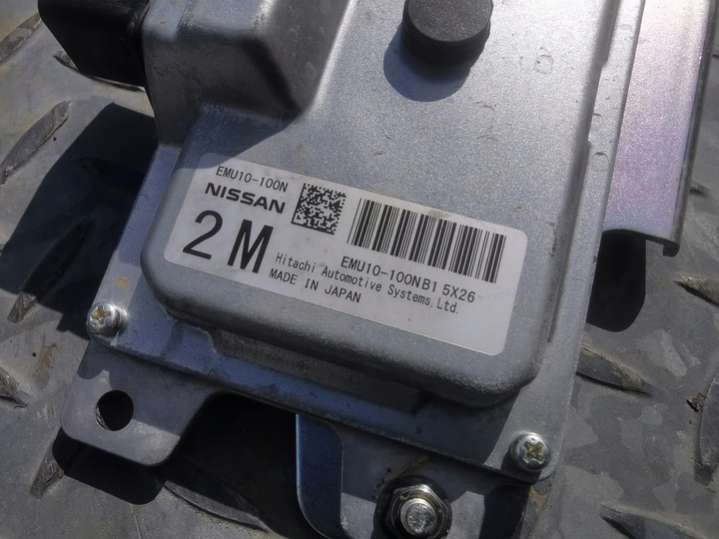 EMU10-100N
NISSAN
2M
EMU10-100NB1 5X26
Hitachi Automotive Systems,Ltd.
MADE IN JAPAN